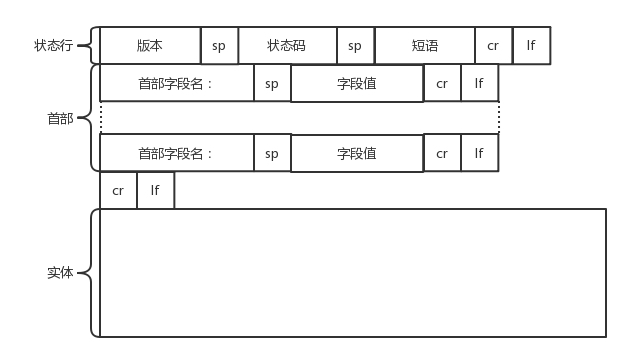 状态行 版本 sp 状态码 sp 短语 cr lf
首部字段名： sp 字段值 cr lf
首部
首部字段名： sp 字段值 cr lf
cr lf
实体